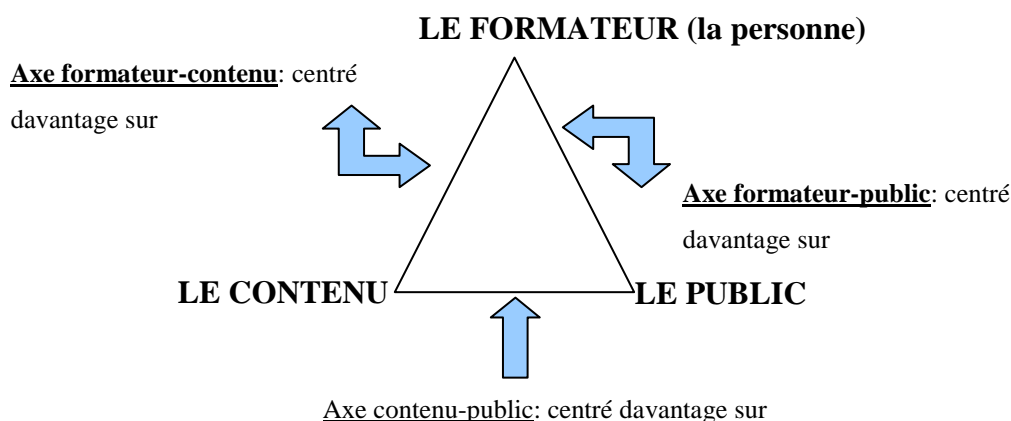 LE FORMATEUR (la personne)
Axe formateur-contenu: centré
davantage sur
Axe formateur-public: centré
davantage sur
LE CONTENU
LE PUBLIC
Axe contenu-public: centré davantage sur